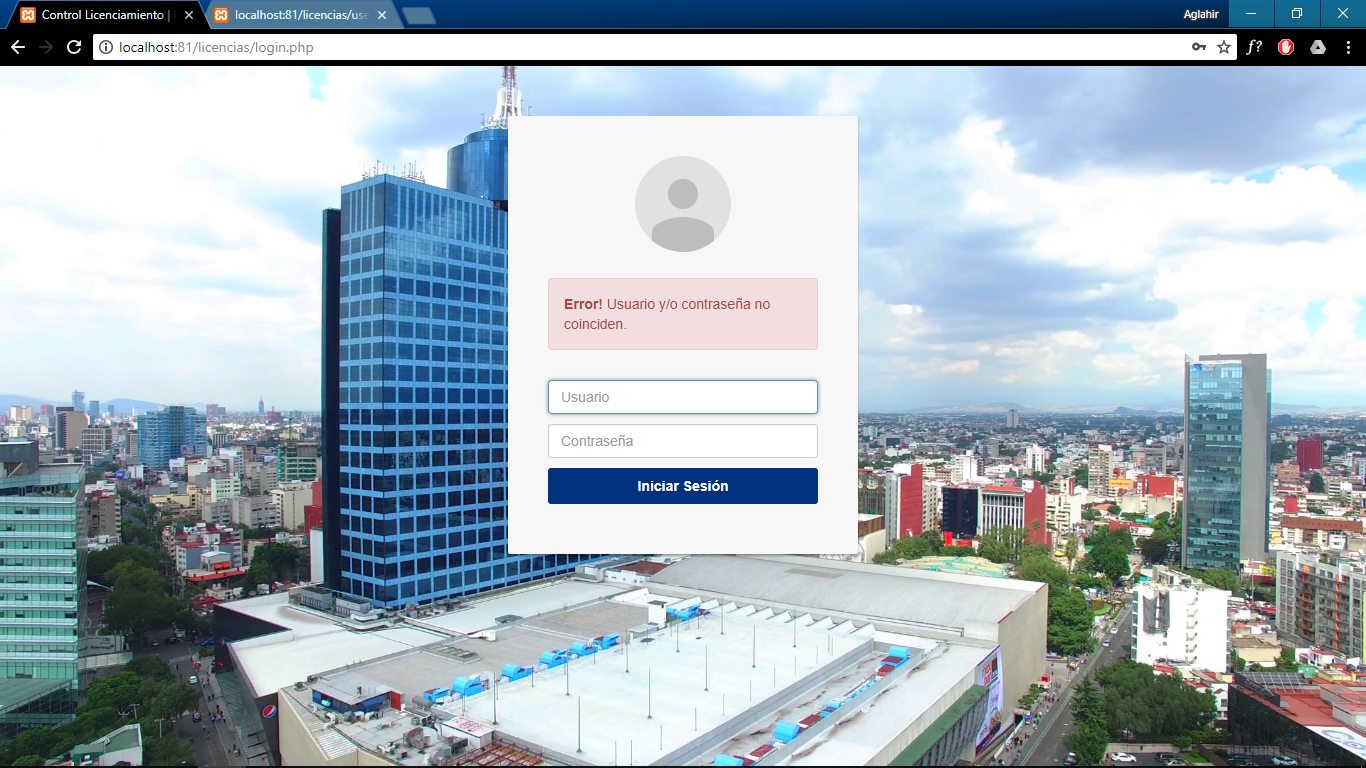 Control Licenciamiento |
localhost:81/licencias/use
Aglahir
localhost:81/licencias/login.php
f?
Error! Usuario y/o contraseña no
coinciden.
Usuario
Contraseña
Iniciar Sesión